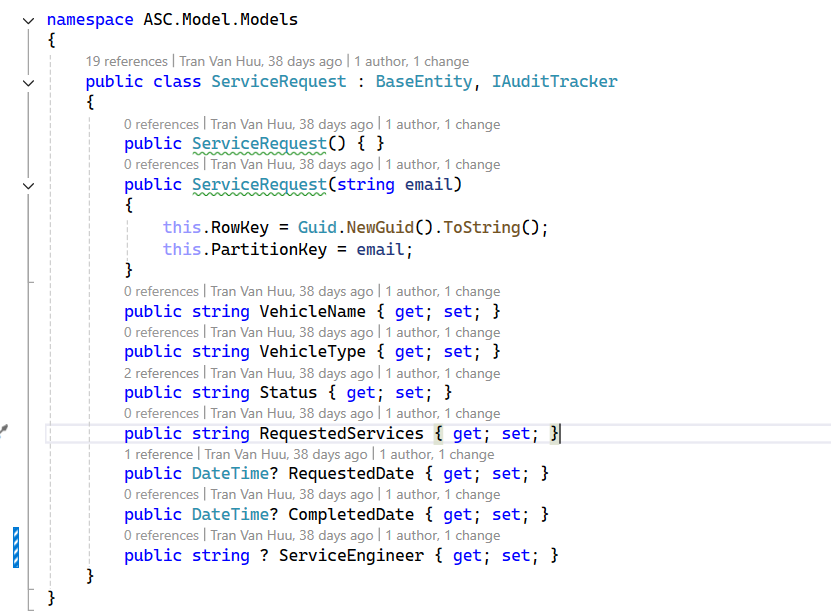 namespace ASC.Model.Models
{
19 references | Tran Van Huu, 38 days ago | 1 author, 1 change
public class ServiceRequest : BaseEntity, IAuditTracker
{
0 references | Tran Van Huu, 38 days ago | 1 author, 1 change
public ServiceRequest() { }
0 references | Tran Van Huu, 38 days ago | 1 author, 1 change
public ServiceRequest(string email)
{
this.RowKey = Guid.NewGuid().ToString();
this.PartitionKey = email;
}
0 references | Tran Van Huu, 38 days ago | 1 author, 1 change
public string VehicleName { get; set; }
0 references | Tran Van Huu, 38 days ago | 1 author, 1 change
public string VehicleType { get; set; }
2 references | Tran Van Huu, 38 days ago | 1 author, 1 change
public string Status { get; set; }
0 references | Tran Van Huu, 38 days ago | 1 author, 1 change
public string RequestedServices { get; set; }
1 reference | Tran Van Huu, 38 days ago | 1 author, 1 change
public DateTime? RequestedDate { get; set; }
0 references | Tran Van Huu, 38 days ago | 1 author, 1 change
public DateTime? CompletedDate { get; set; }
0 references | Tran Van Huu, 38 days ago | 1 author, 1 change
public string ? ServiceEngineer { get; set; }
}
}